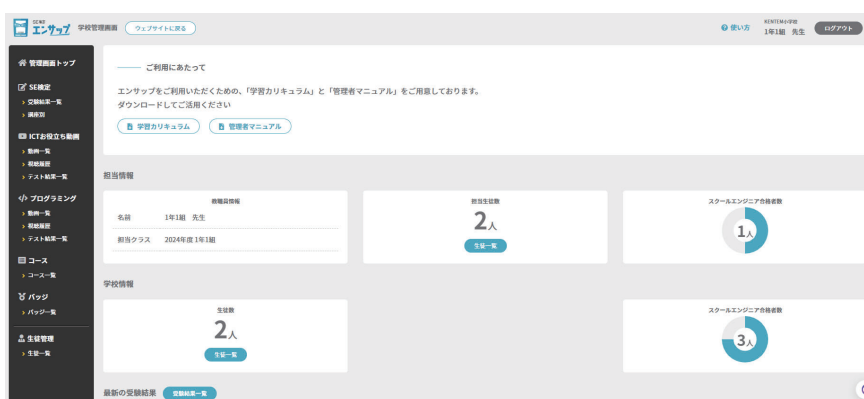 エンサップ 学校管理画面 ウェブサイトに戻る
使い方 KENTEM小学校
1年1組 先生 ログアウト
管理画面トップ
SE検定
受験結果一覧
講座別
ICTお役立ち動画
動画一覧
視聴履歴
テスト結果一覧
プログラミング
動画一覧
視聴履歴
テスト結果一覧
コース
コース一覧
バッジ
バッジ一覧
生徒管理
生徒一覧
ご利用にあたって
エンサップをご利用いただくための、「学習カリキュラム」と「管理者マニュアル」をご用意しております。
ダウンロードしてご活用ください
学習カリキュラム 管理者マニュアル
担当情報
教職員情報
名前 1年1組 先生
担当クラス 2024年度 1年1組
担当生徒数
2人
生徒一覧
スクールエンジニア合格者数
1人
学校情報
生徒数
2人
生徒一覧
スクールエンジニア合格者数
3人
最新の受験結果 受験結果一覧